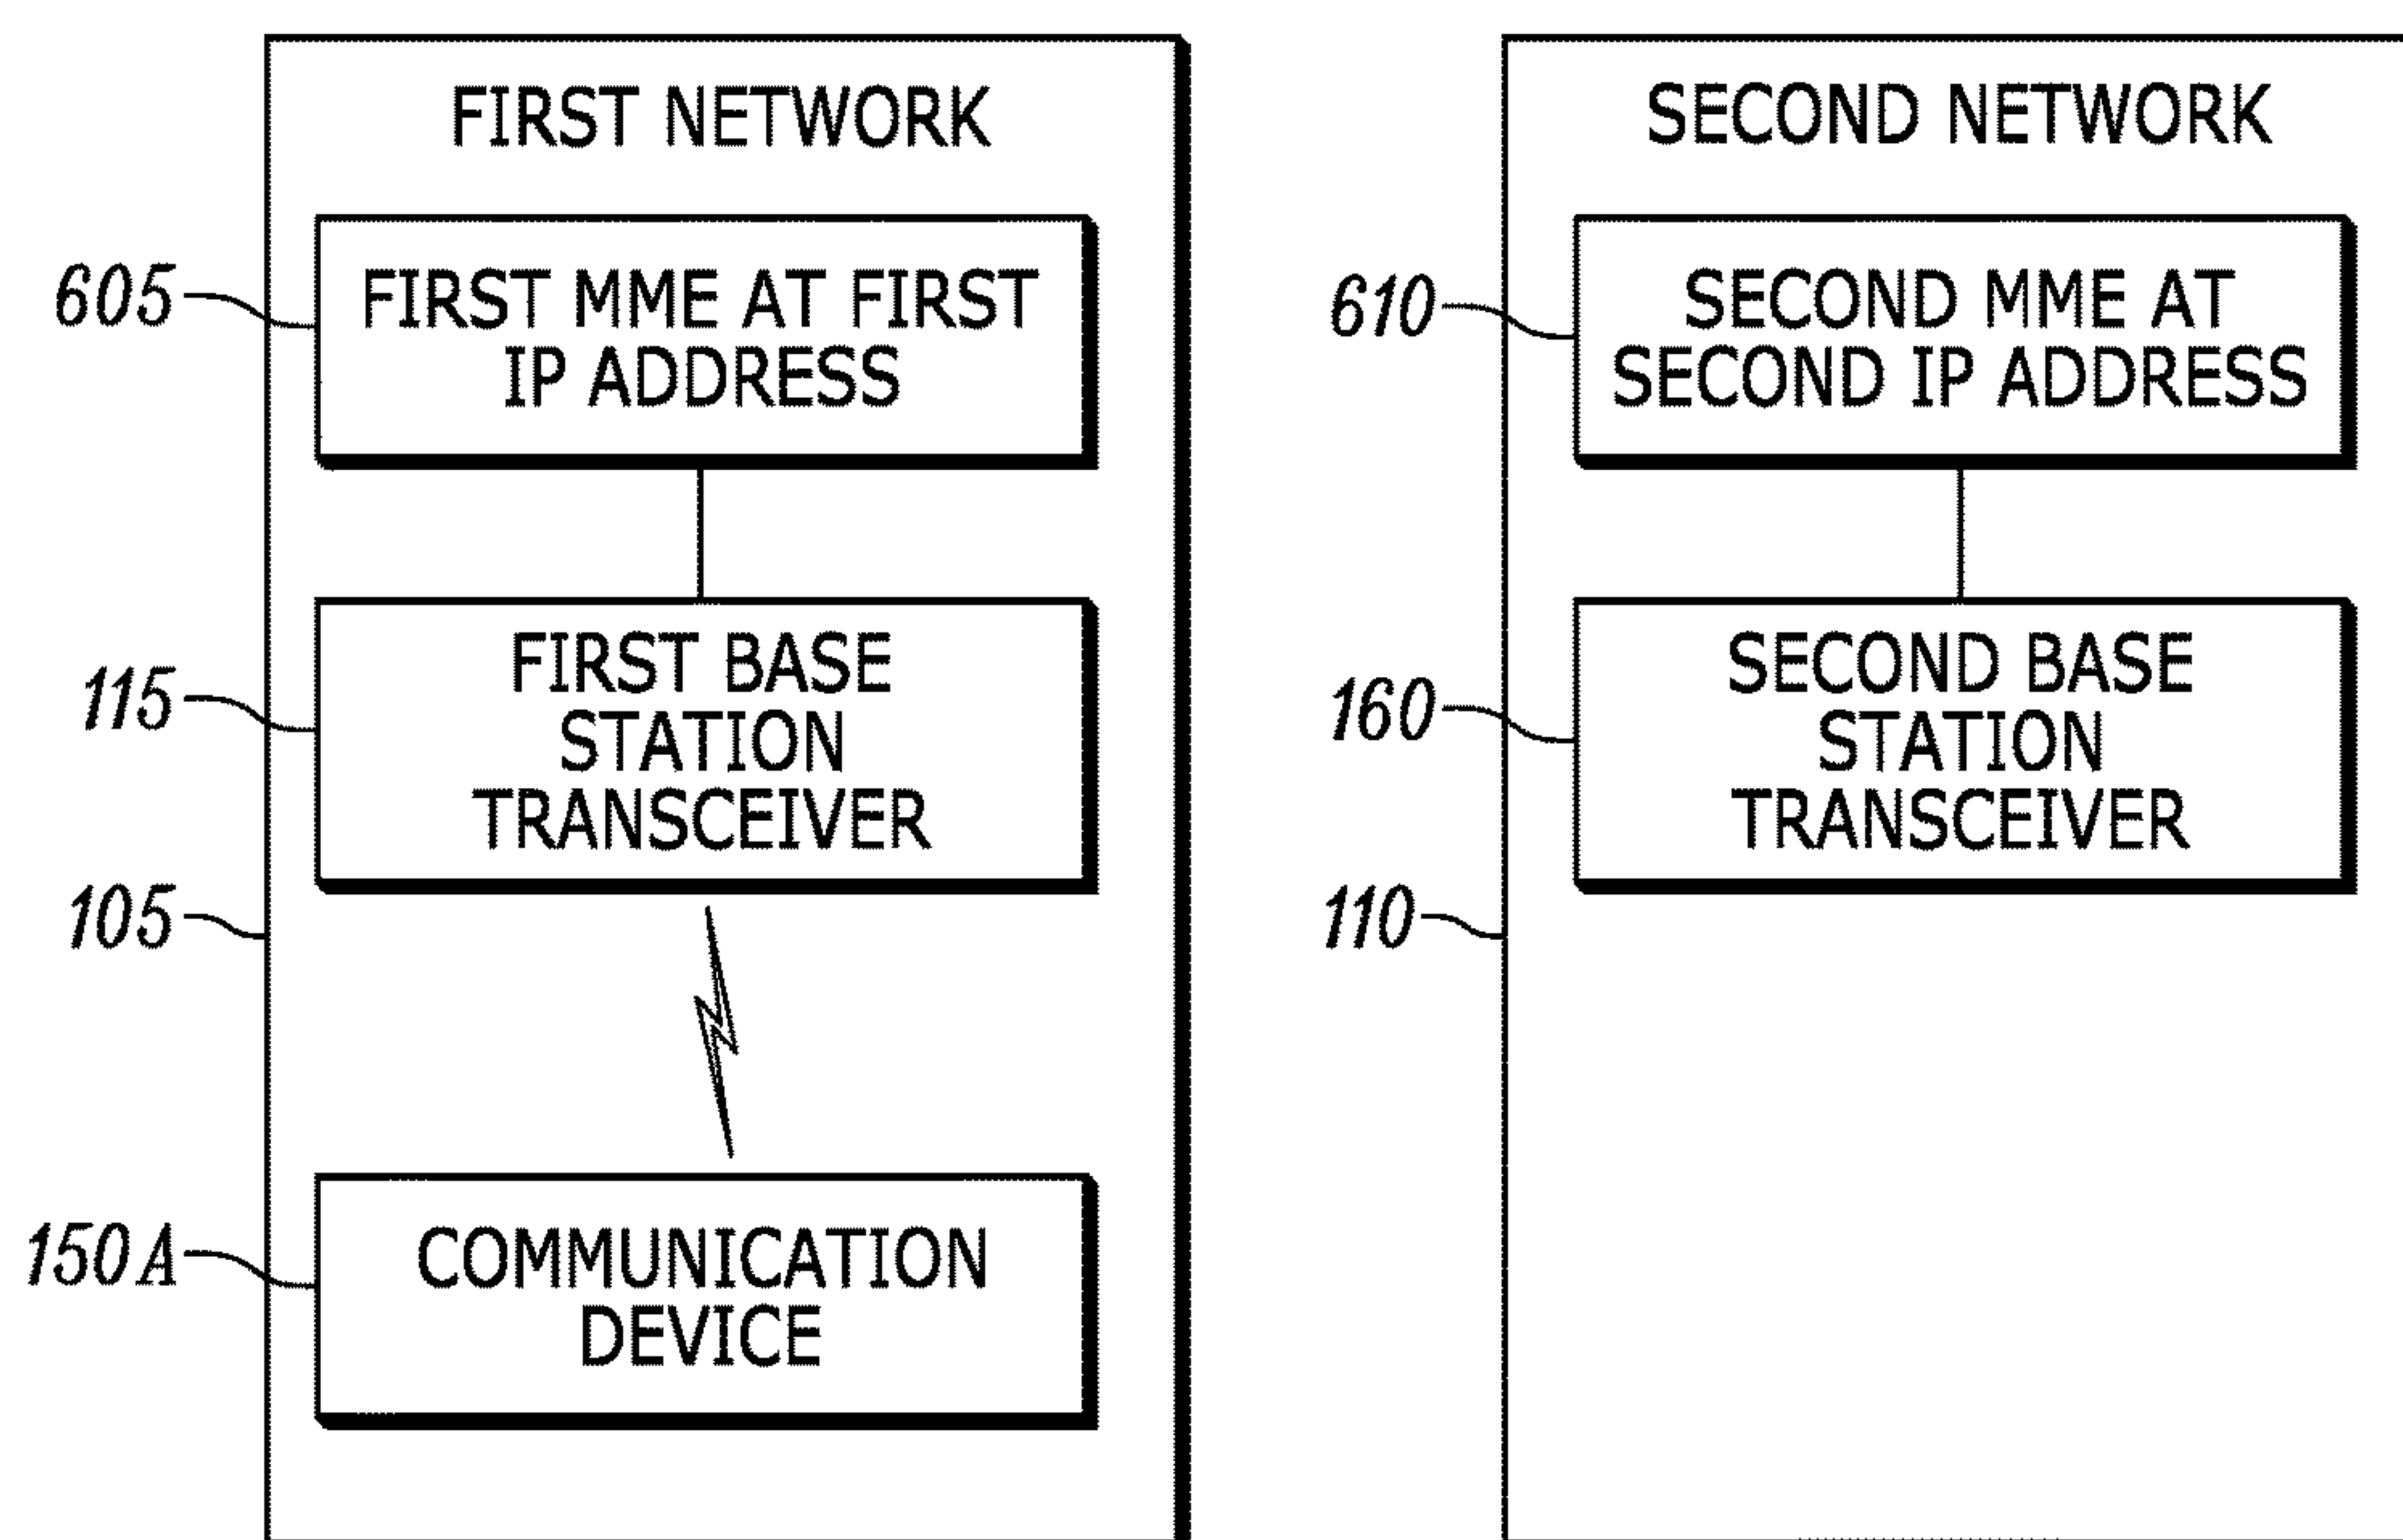 FIRST NETWORK
605
FIRST MME AT FIRST
IP ADDRESS
115
FIRST BASE
STATION
TRANSCEIVER
105
150A
COMMUNICATION
DEVICE
SECOND NETWORK
610
SECOND MME AT
SECOND IP ADDRESS
160
SECOND BASE
STATION
TRANSCEIVER
110